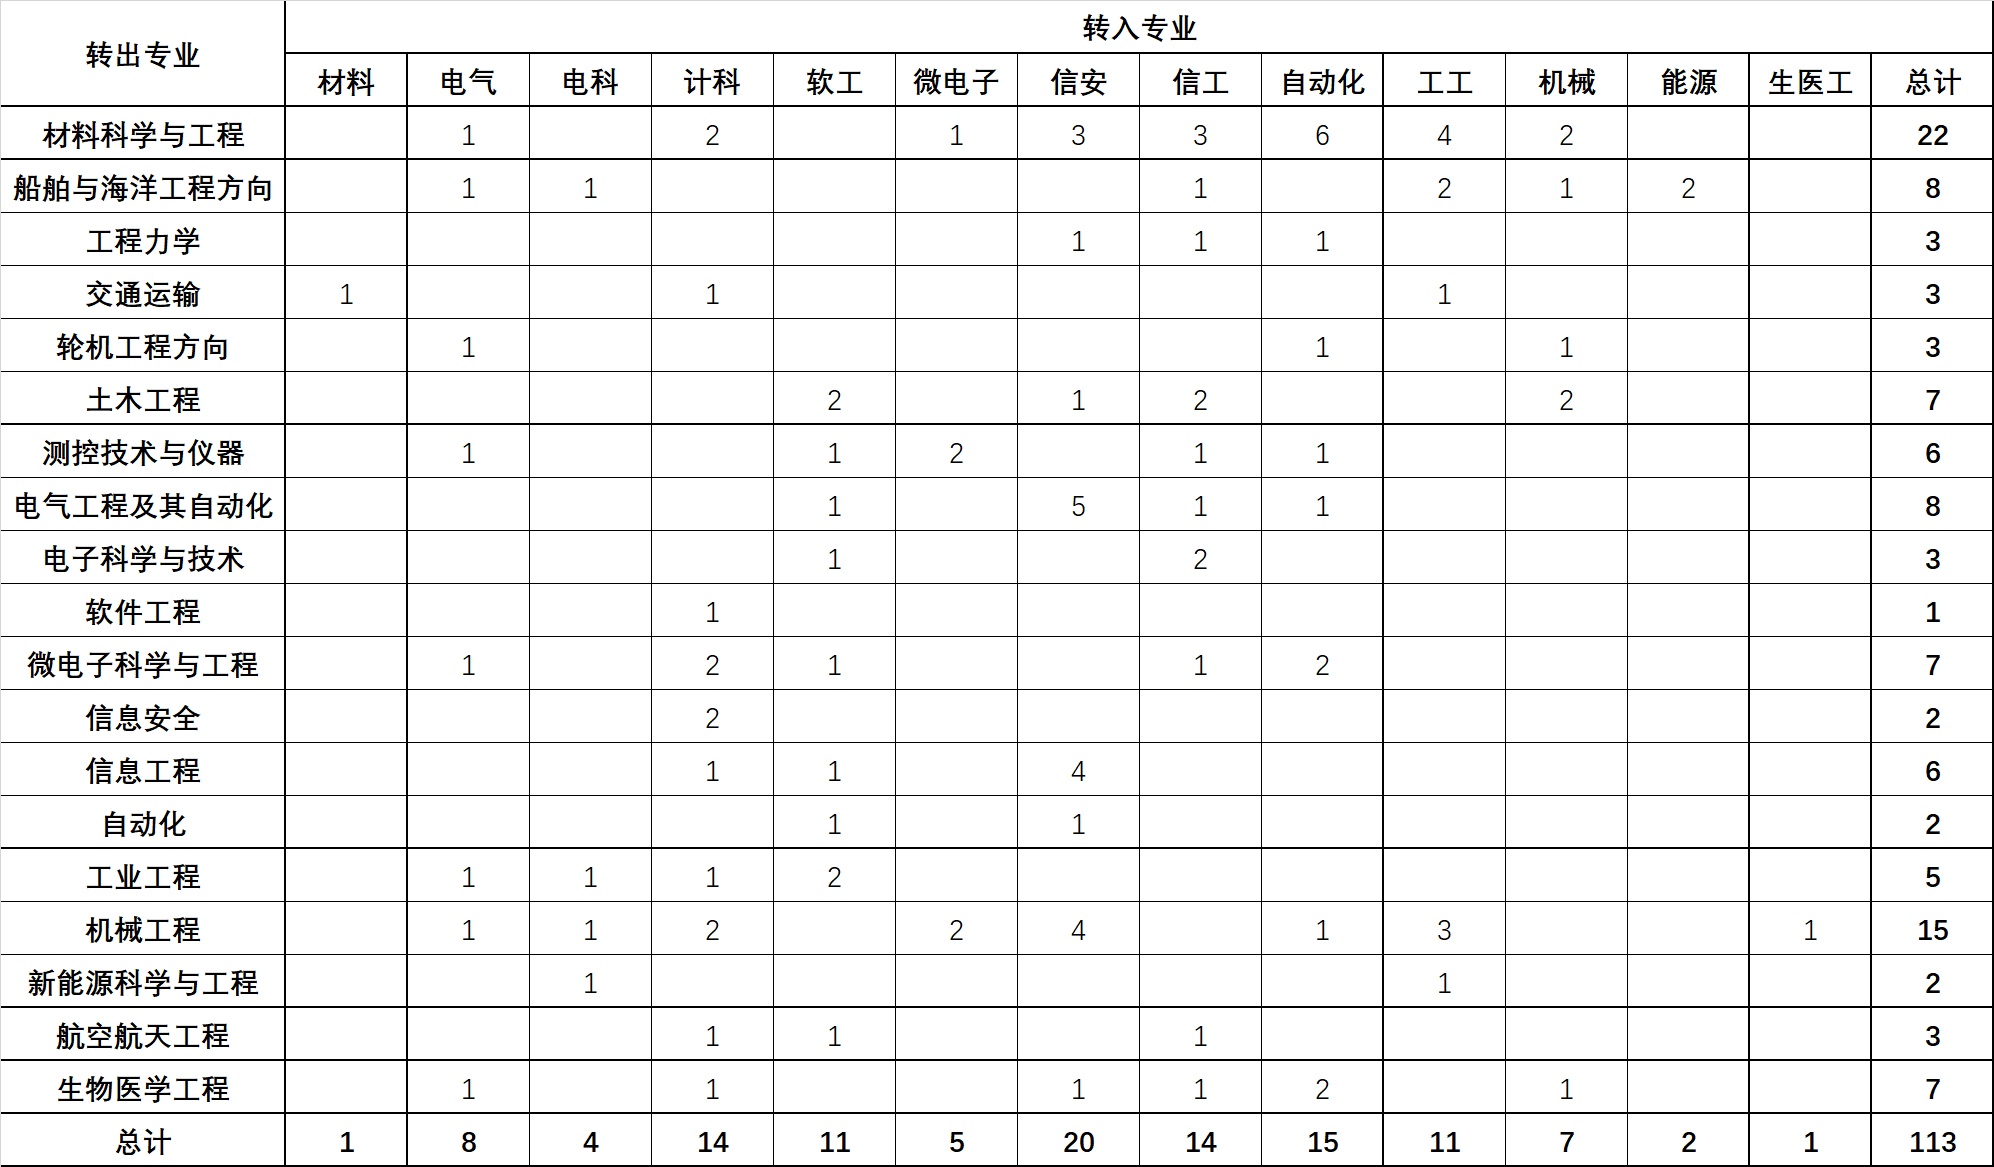 转出专业 转入专业
材料 电气 电科 计科 软工 微电子 信安 信工 自动化 工工 机械 能源 生医工 总计
材料科学与工程 1 2 1 3 3 6 4 2 22
船舶与海洋工程方向 1 1 1 2 1 2 8
工程力学 1 1 1 3
交通运输 1 1 1 3
轮机工程方向 1 1 1 3
土木工程 2 1 2 2 7
测控技术与仪器 1 1 2 1 1 6
电气工程及其自动化 1 5 1 1 8
电子科学与技术 1 2 3
软件工程 1 1
微电子科学与工程 1 2 1 1 2 7
信息安全 2 2
信息工程 1 1 4 6
自动化 1 1 2
工业工程 1 1 1 2 5
机械工程 1 1 2 2 4 1 3 1 15
新能源科学与工程 1 1 2
航空航天工程 1 1 1 3
生物医学工程 1 1 1 1 2 1 7
总计 1 8 4 14 11 5 20 14 15 11 7 2 1 113